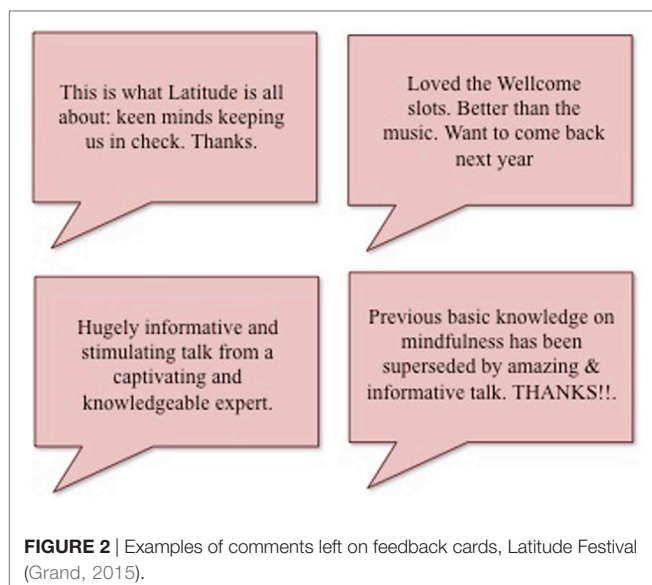 This is what Latitude is all
about: keen minds keeping
us in check. Thanks.
Loved the Wellcome
slots. Better than the
music. Want to come back
next year
Hugely informative and
stimulating talk from a
captivating and
knowledgeable expert.
Previous basic knowledge on
mindfulness has been
superseded by amazing &
informative talk. THANKS!!.
FIGURE 2 | Examples of comments left on feedback cards, Latitude Festival
(Grand, 2015).